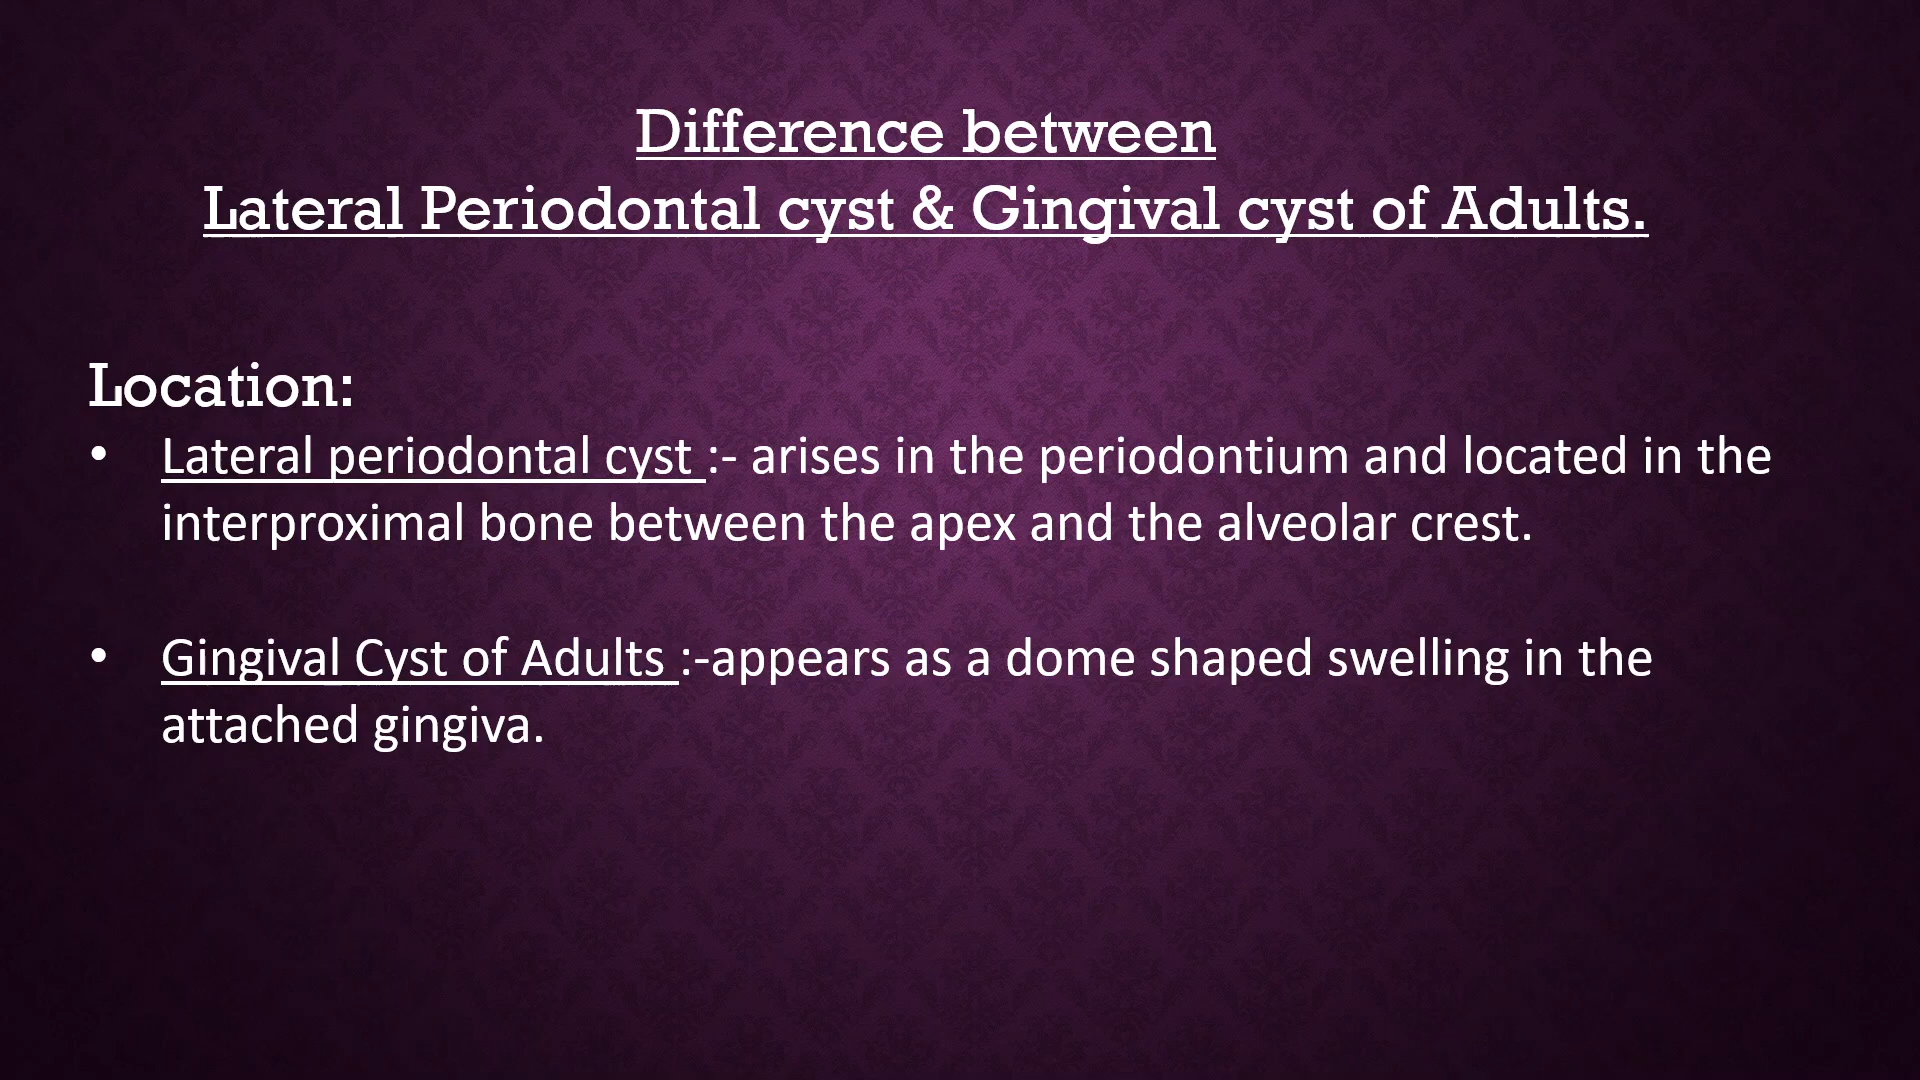 Difference between
Lateral Periodontal cyst & Gingival cyst of Adults.
Location:
• Lateral periodontal cyst :- arises in the periodontium and located in the
interproximal bone between the apex and the alveolar crest.
• Gingival Cyst of Adults :-appears as a dome shaped swelling in the
attached gingiva.